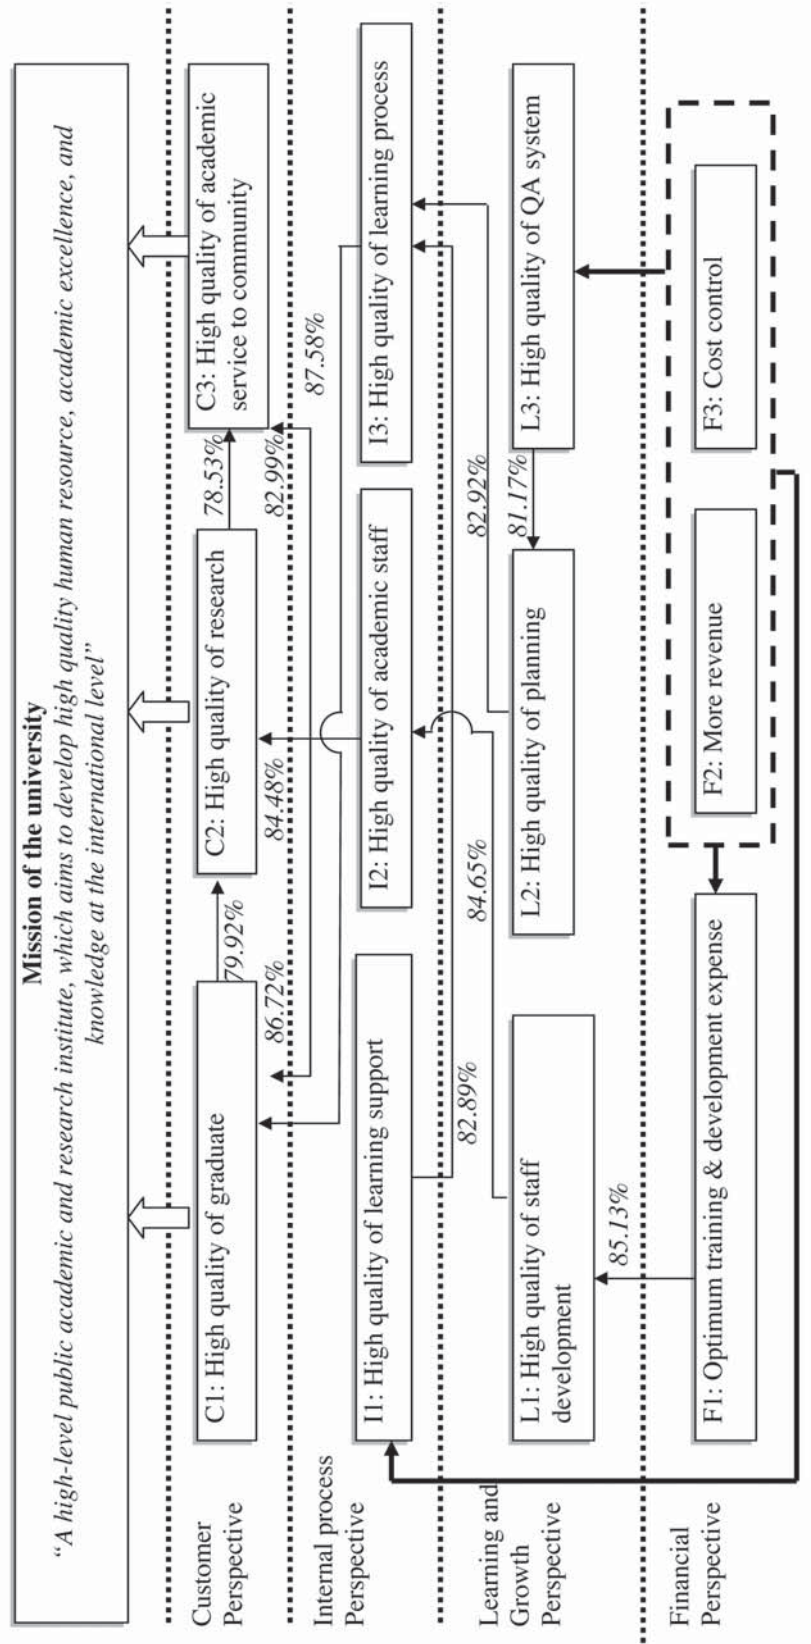 Mission of the university
“A high-level public academic and research institute, which aims to develop high quality human resource, academic excellence, and
knowledge at the international level”
Customer
Perspective
C1: High quality of graduate
79.92%
C2: High quality of research
78.53%
C3: High quality of academic
service to community
86.72%
84.48%
82.99%
87.58%
Internal process
Perspective
I1: High quality of learning support
I2: High quality of academic staff
I3: High quality of learning process
82.89%
84.65%
82.92%
Learning and
Growth
Perspective
L1: High quality of staff
development
L2: High quality of planning
81.17%
L3: High quality of QA system
85.13%
Financial
Perspective
F1: Optimum training & development expense
F2: More revenue
F3: Cost control